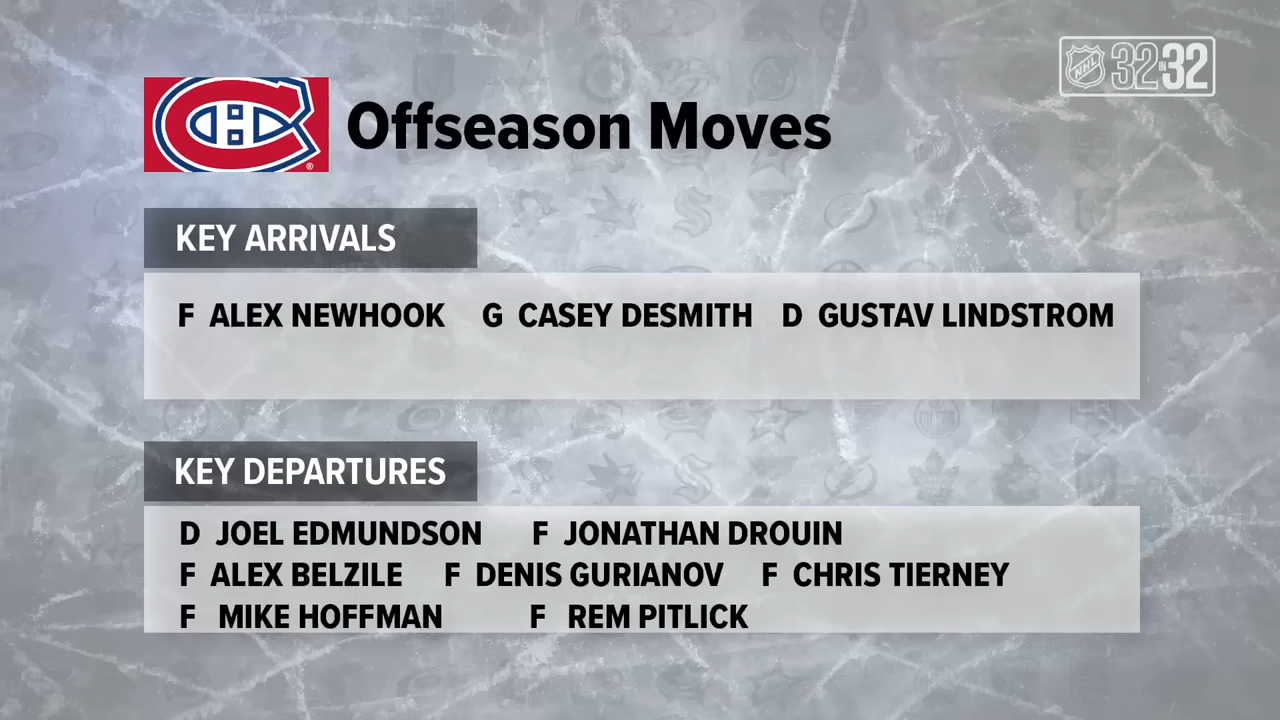 NHL 32 32
Offseason Moves
KEY ARRIVALS
F ALEX NEWHOOK G CASEY DESMITH D GUSTAV LINDSTROM
KEY DEPARTURES
D JOEL EDMUNDSON F JONATHAN DROUIN
F ALEX BELZILE F DENIS GURIANOV F CHRIS TIERNEY
F MIKE HOFFMAN F REM PITLICK